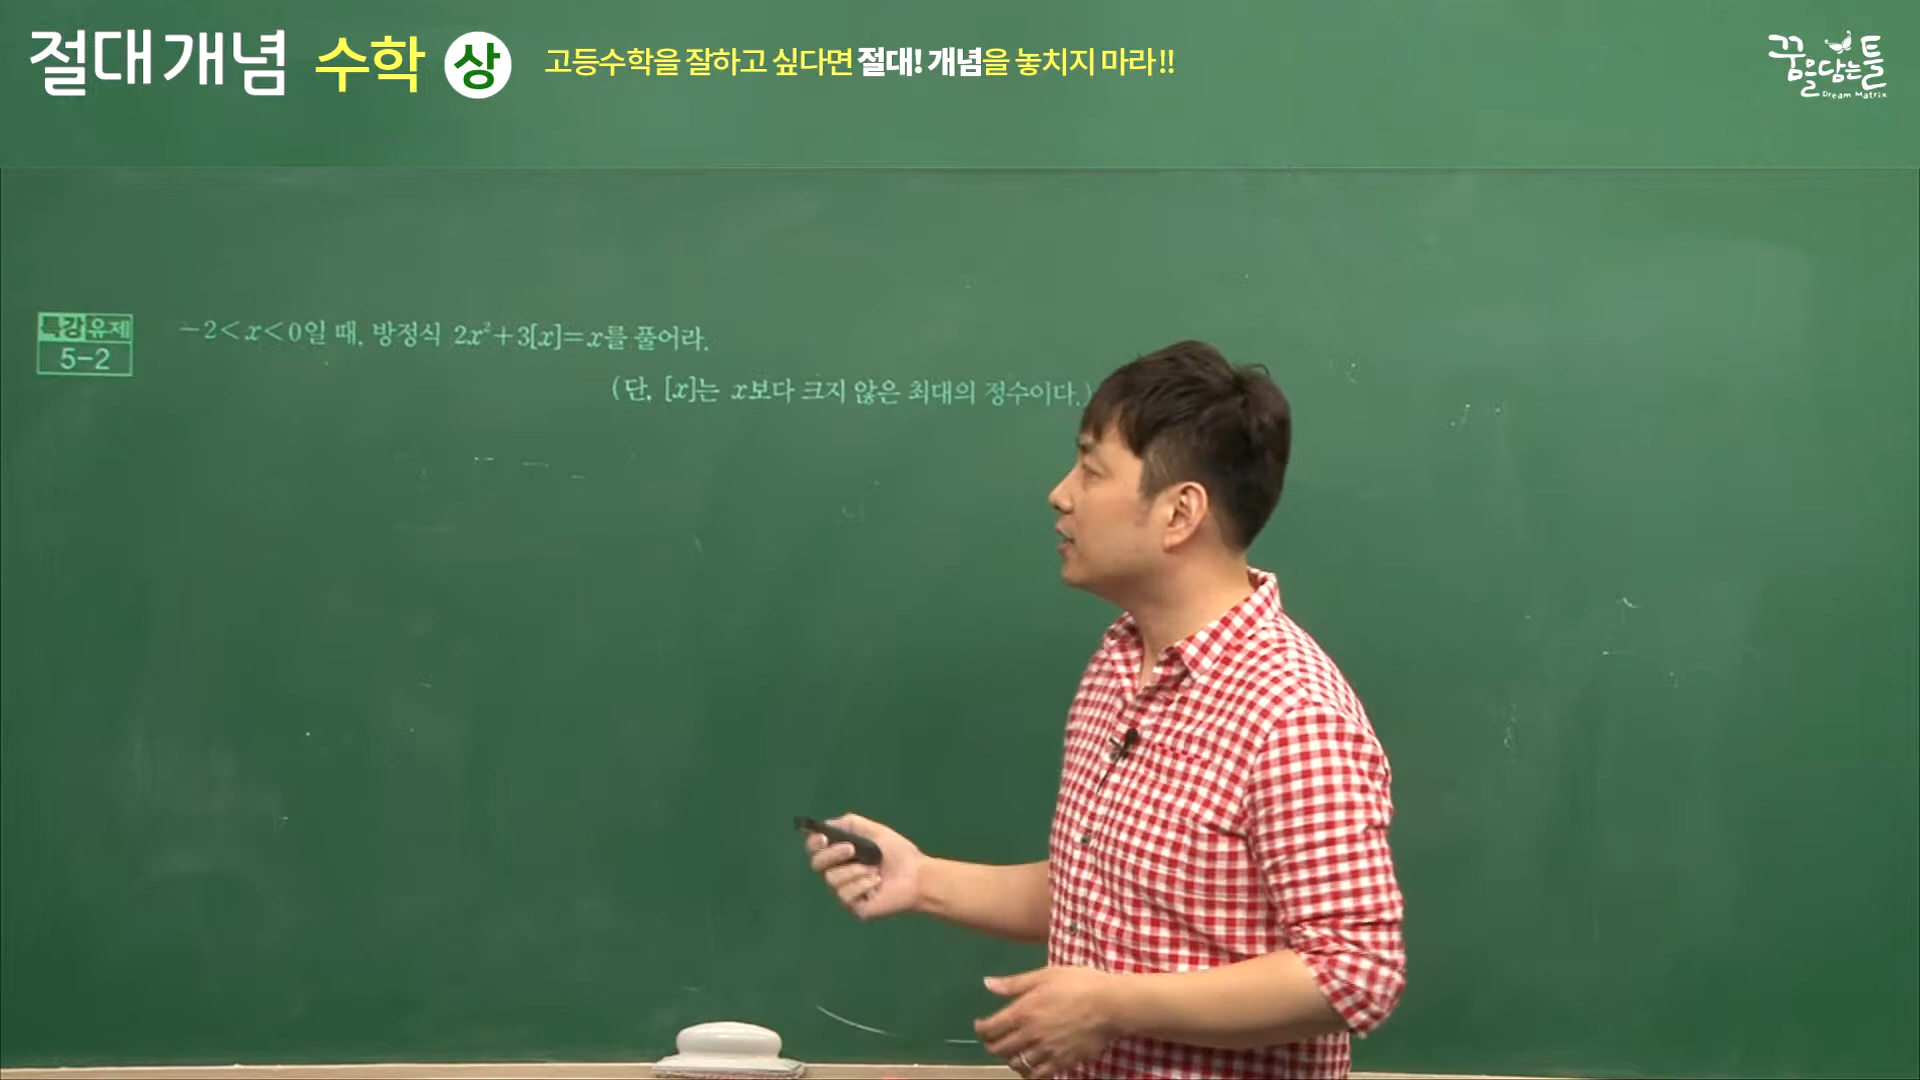 절대개념 수학 상 고등수학을 잘하고 싶다면 절대! 개념을 놓치지 마라!!
꿈을담는틀
Dream Matrix
특강유제
5-2
-2<x<0일 때, 방정식 2x²+3[x]=x를 풀어라.
(단, [x]는 x보다 크지 않은 최대의 정수이다.)